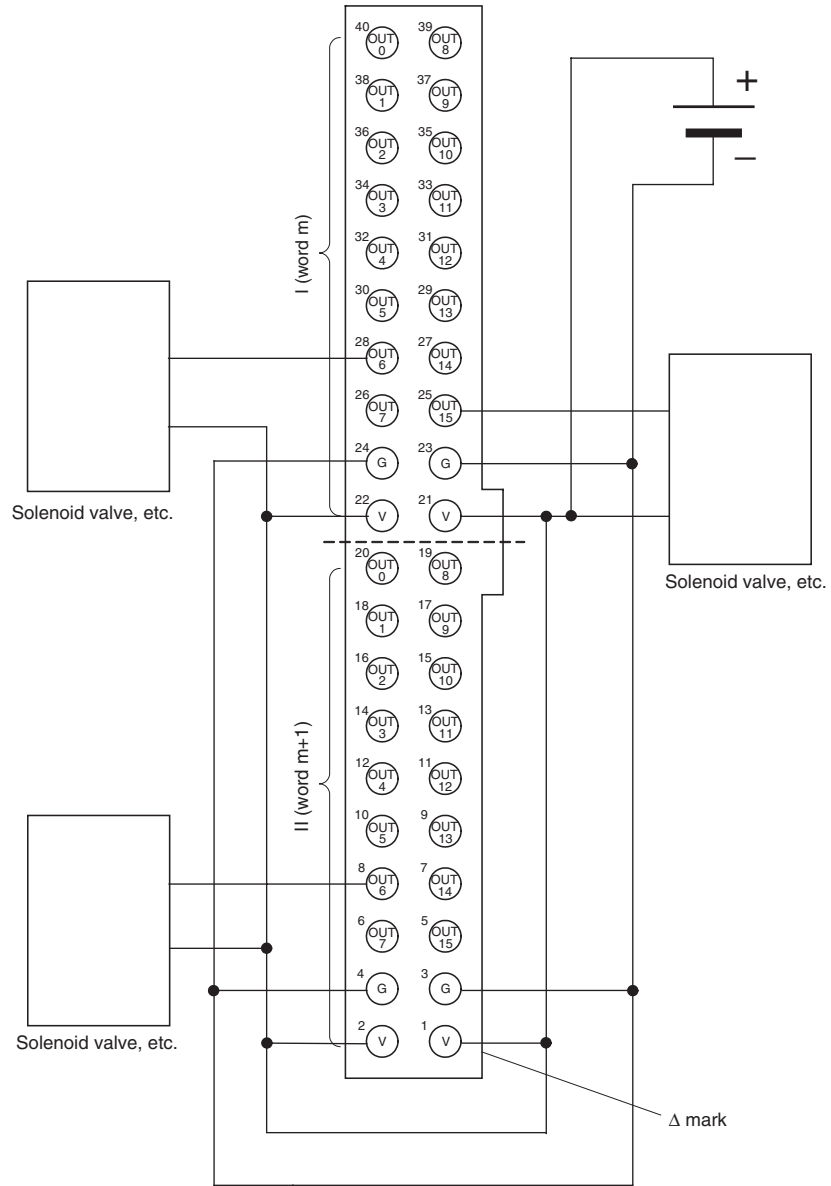 40 OUT 0 39 OUT 8
38 OUT 1 37 OUT 9
36 OUT 2 35 OUT 10
34 OUT 3 33 OUT 11
32 OUT 4 31 OUT 12
30 OUT 5 29 OUT 13
28 OUT 6 27 OUT 14
26 OUT 7 25 OUT 15
24 G 23 G
22 V 21 V
I (word m)
+
–
Solenoid valve, etc.
Solenoid valve, etc.
20 OUT 0 19 OUT 8
18 OUT 1 17 OUT 9
16 OUT 2 15 OUT 10
14 OUT 3 13 OUT 11
12 OUT 4 11 OUT 12
10 OUT 5 9 OUT 13
8 OUT 6 7 OUT 14
6 OUT 7 5 OUT 15
4 G 3 G
2 V 1 V
II (word m+1)
Solenoid valve, etc.
Δ mark